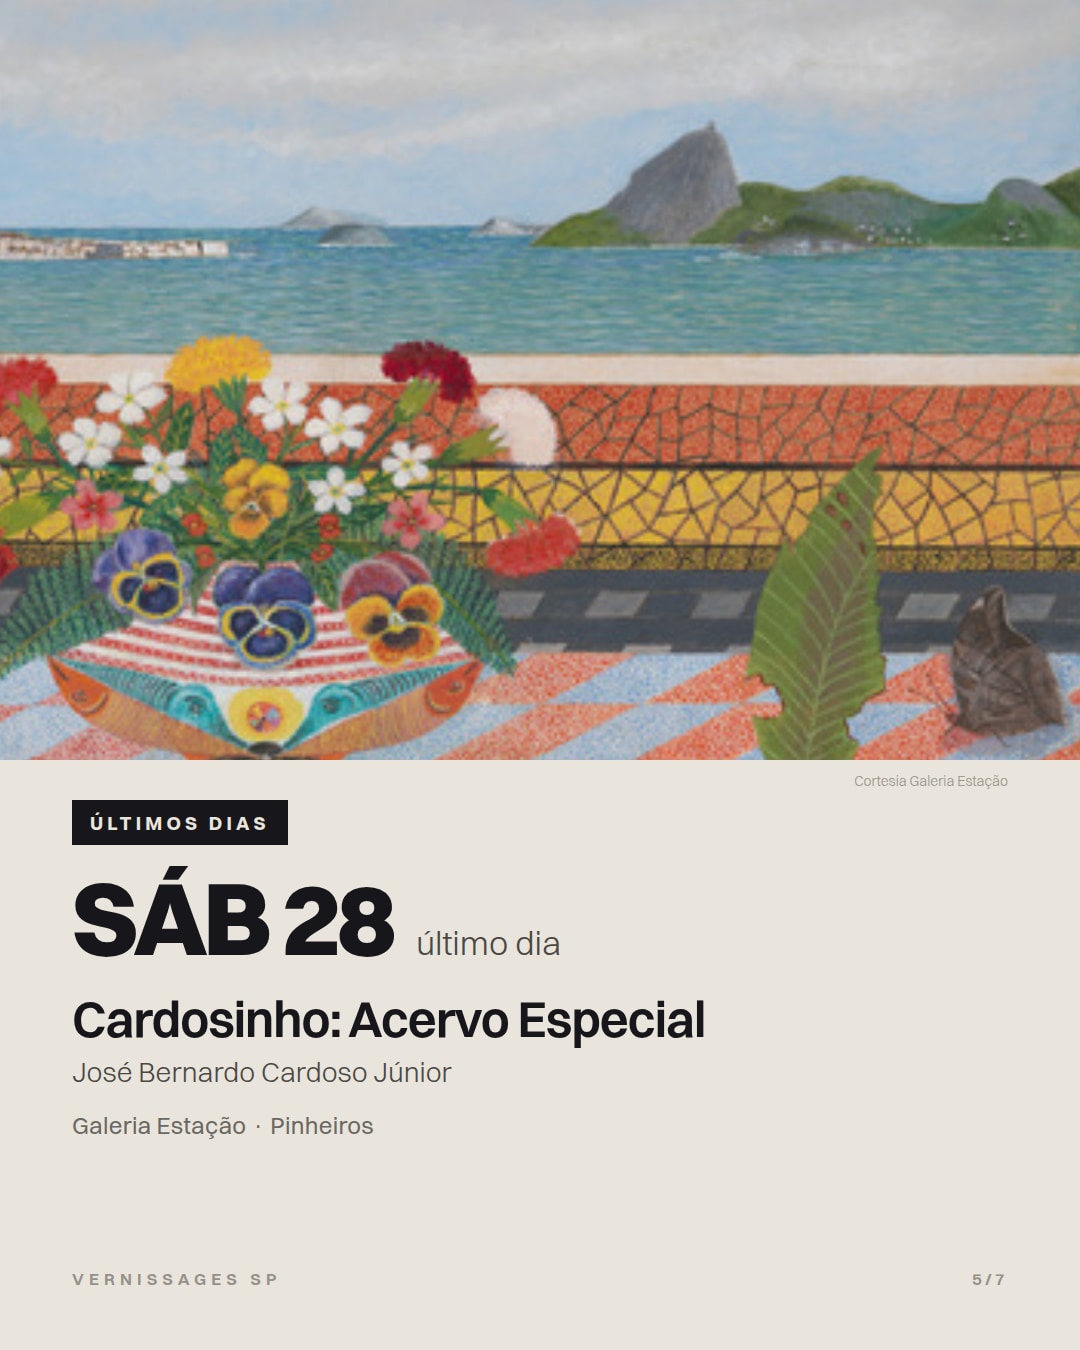 Cortesia Galeria Estação
ÚLTIMOS DIAS
SÁB 28 último dia
Cardosinho: Acervo Especial
José Bernardo Cardoso Júnior
Galeria Estação · Pinheiros
VERNISSAGES SP
5/7